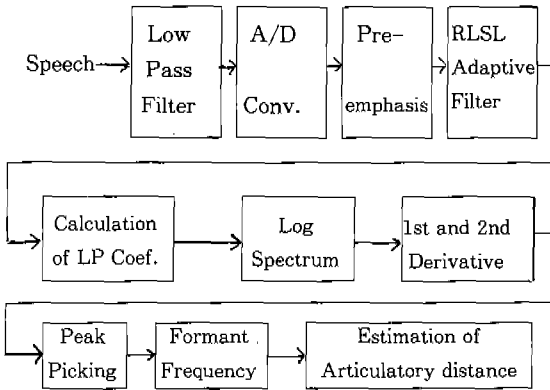 Speech
Low
Pass
Filter
A/D
Conv.
Pre-
emphasis
RLSL
Adaptive
Filter
Calculation
of LP Coef.
Log
Spectrum
1st and 2nd
Derivative
Peak
Picking
Formant
Frequency
Estimation of
Articulatory distance